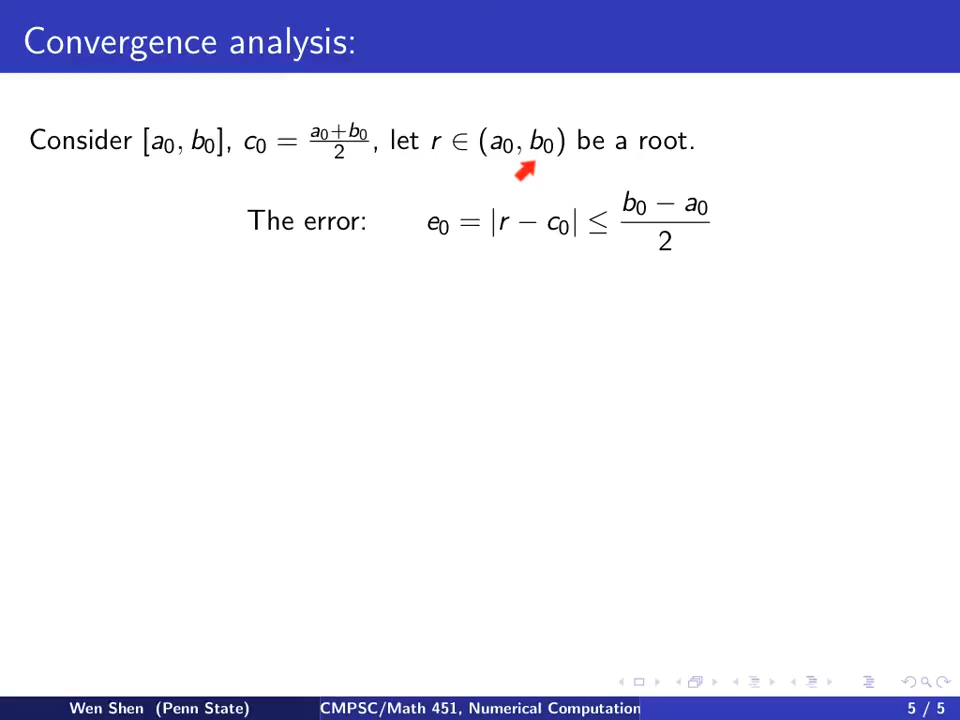 Convergence analysis:
Consider [a₀, b₀], c₀ = (a₀+b₀)/2, let r ∈ (a₀, b₀) be a root.
The error: e₀ = |r − c₀| ≤ (b₀ − a₀)/2
Wen Shen (Penn State) CMPSC/Math 451, Numerical Computation 5 / 5